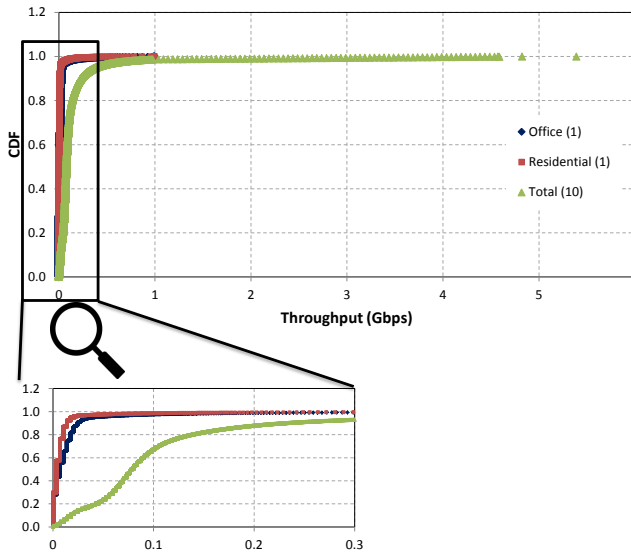 1.2
1.0
0.8
0.6
0.4
0.2
0.0
CDF
0 1 2 3 4 5
Throughput (Gbps)
Office (1)
Residential (1)
Total (10)
1.2
1.0
0.8
0.6
0.4
0.2
0.0
0 0.1 0.2 0.3